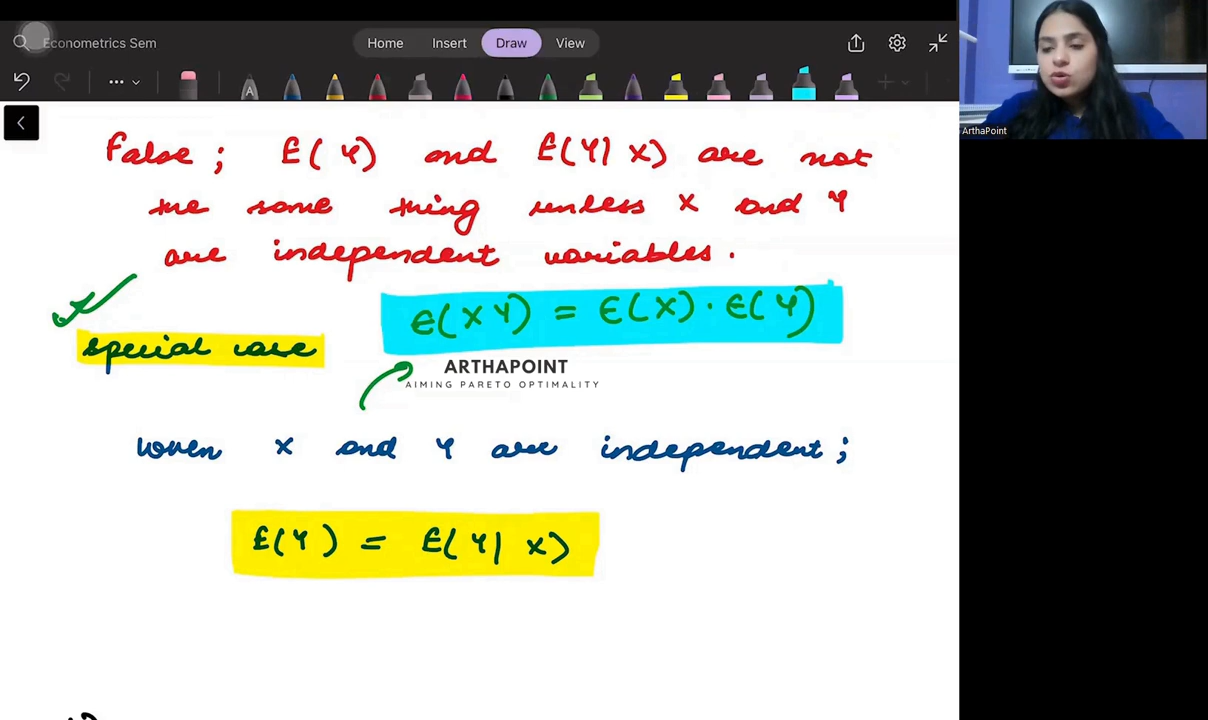 Econometrics Sem
Home Insert Draw View
A
ArthaPoint
False; E(Y) and E(Y| X) are not
the same thing unless X and Y
are independent variables.
E(XY) = E(X) · E(Y)
special case
ARTHAPOINT
AIMING PARETO OPTIMALITY
when X and Y are independent;
E(Y) = E(Y| X)